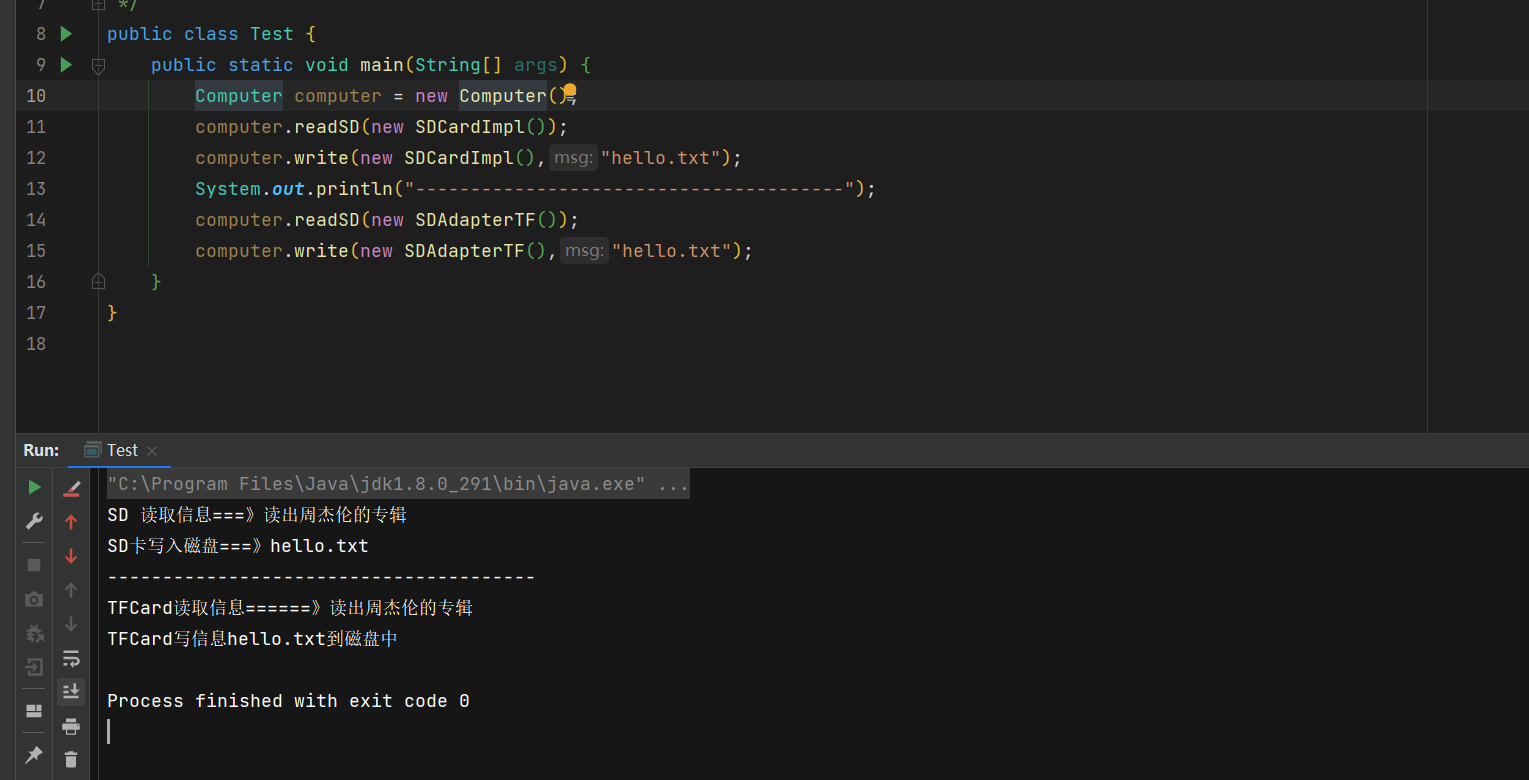 7 */
8 public class Test {
9 public static void main(String[] args) {
10 Computer computer = new Computer();
11 computer.readSD(new SDCardImpl());
12 computer.write(new SDCardImpl(), msg: "hello.txt");
13 System.out.println("---------------------------------------");
14 computer.readSD(new SDAdapterTF());
15 computer.write(new SDAdapterTF(), msg: "hello.txt");
16 }
17 }
18
Run: Test
"C:\Program Files\Java\jdk1.8.0_291\bin\java.exe" ...
SD 读取信息===》读出周杰伦的专辑
SD卡写入磁盘===》hello.txt
---------------------------------------
TFCard读取信息======》读出周杰伦的专辑
TFCard写信息hello.txt到磁盘中
Process finished with exit code 0